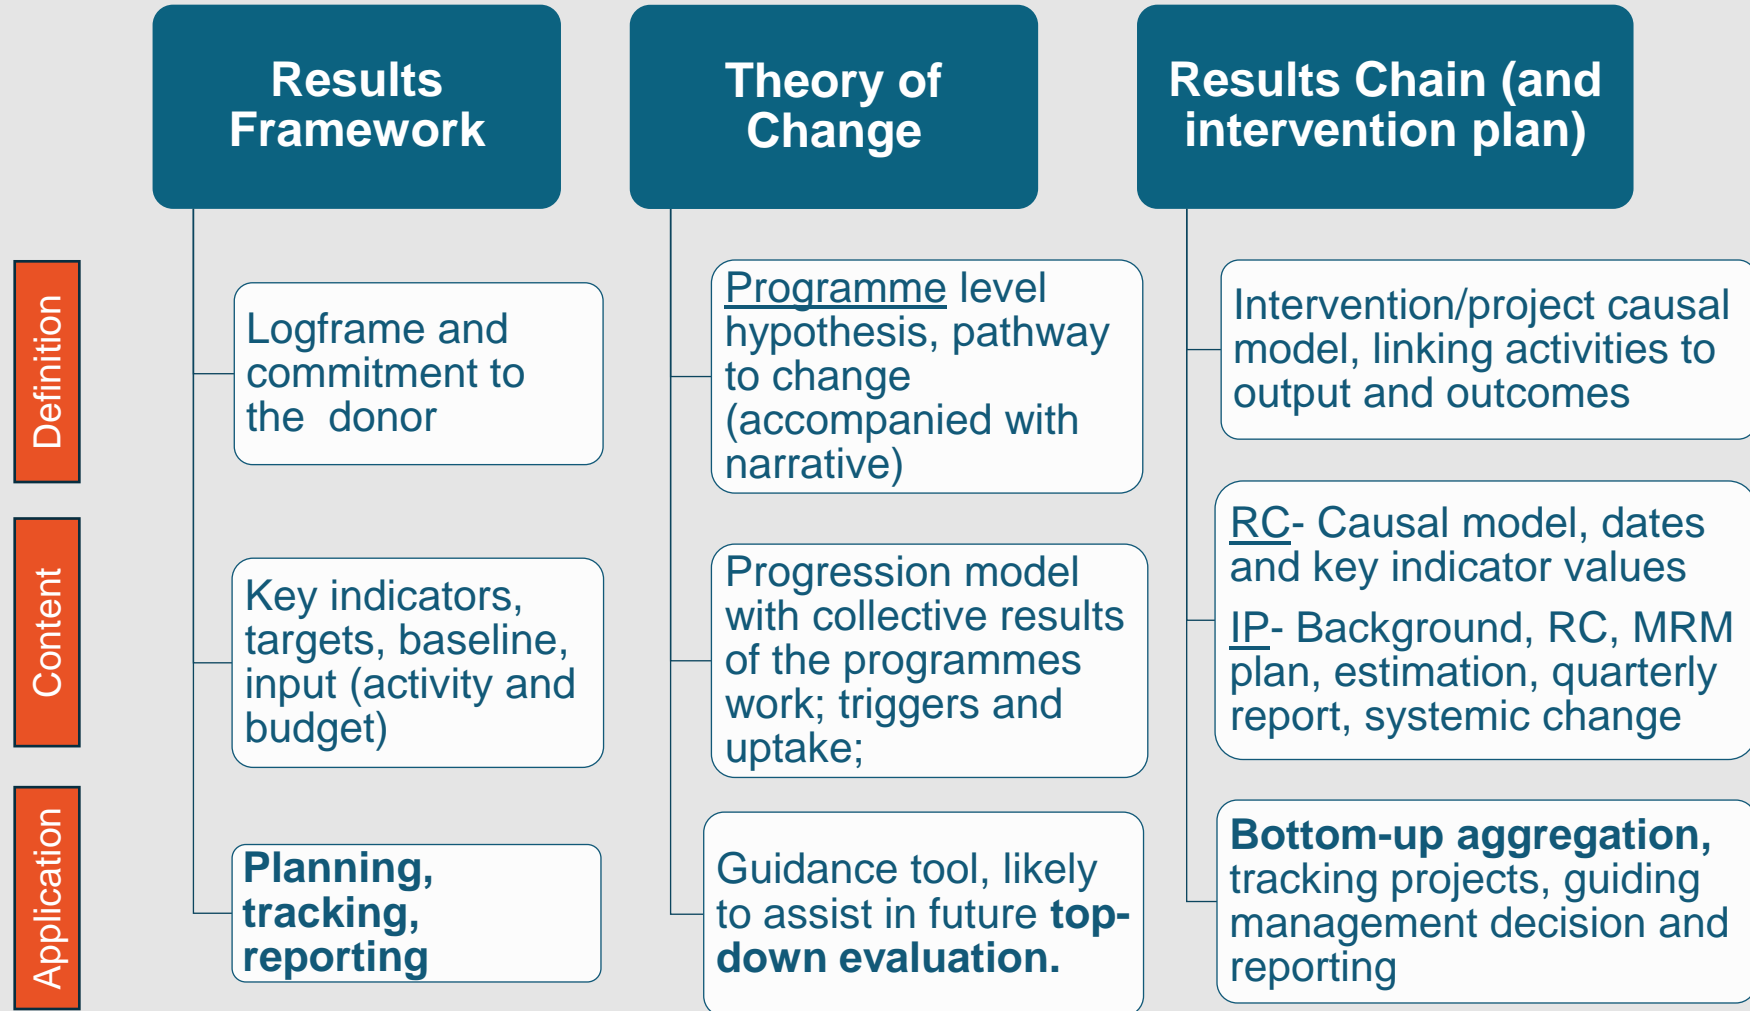 Results
Framework
Theory of
Change
Results Chain (and
intervention plan)
Definition
Logframe and
commitment to
the  donor
Programme level
hypothesis, pathway
to change
(accompanied with
narrative)
Intervention/project causal
model, linking activities to
output and outcomes
Content
Key indicators,
targets, baseline,
input (activity and
budget)
Progression model
with collective results
of the programmes
work; triggers and
uptake;
RC- Causal model, dates
and key indicator values
IP- Background, RC, MRM
plan, estimation, quarterly
report, systemic change
Application
Planning,
tracking,
reporting
Guidance tool, likely
to assist in future top-
down evaluation.
Bottom-up aggregation,
tracking projects, guiding
management decision and
reporting